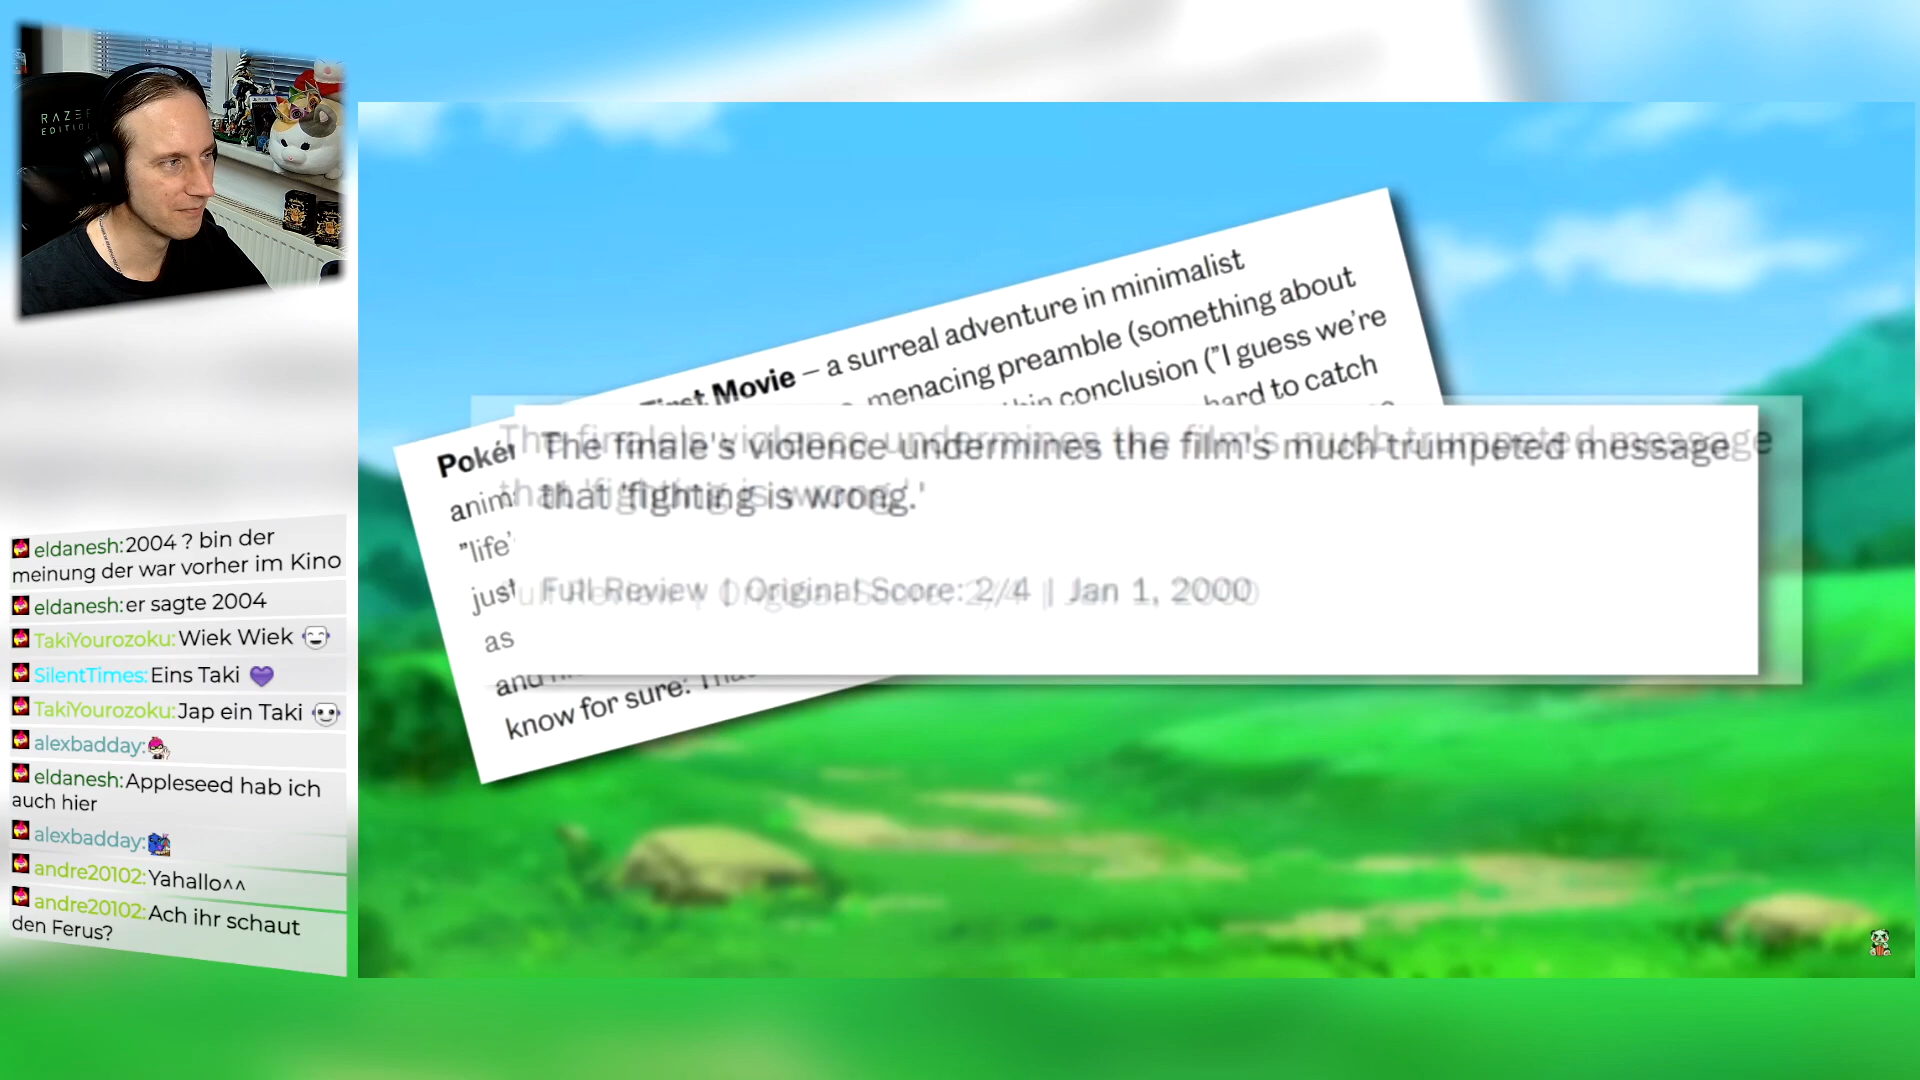 RAZER
EDITION
First Movie – a surreal adventure in minimalist
menacing preamble (something about
conclusion ("I guess we're
hard to catch
The finale's violence undermines the film's much trumpeted message
that 'fighting is wrong.'
Full Review | Original Score: 2/4 | Jan 1, 2000
Poké
anim
"life"
just
as
and
know for sure:
eldanesh:2004 ? bin der
meinung der war vorher im Kino
eldanesh:er sagte 2004
TakiYourozoku:Wiek Wiek
SilentTimes:Eins Taki 💜
TakiYourozoku:Jap ein Taki
alexbadday:
eldanesh:Appleseed hab ich
auch hier
alexbadday:
andre20102:Yahallo^^
andre20102:Ach ihr schaut
den Ferus?